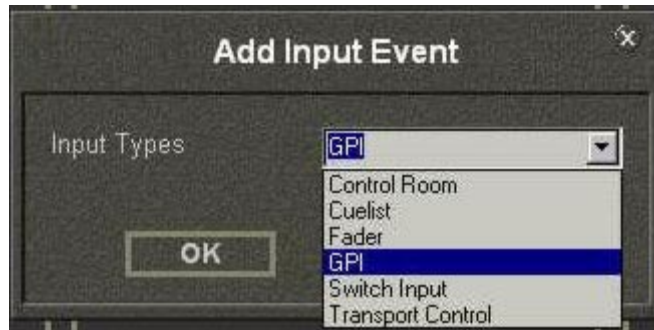 Add Input Event
Input Types
GPI
Control Room
Cuelist
Fader
GPI
Switch Input
Transport Control
OK